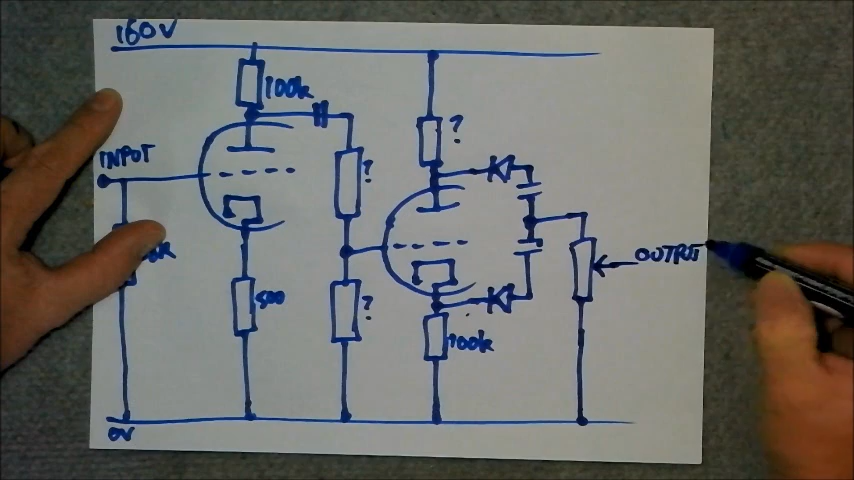 160V
100k
?
INPUT
?
OUTPUT
500
?
100k
0V